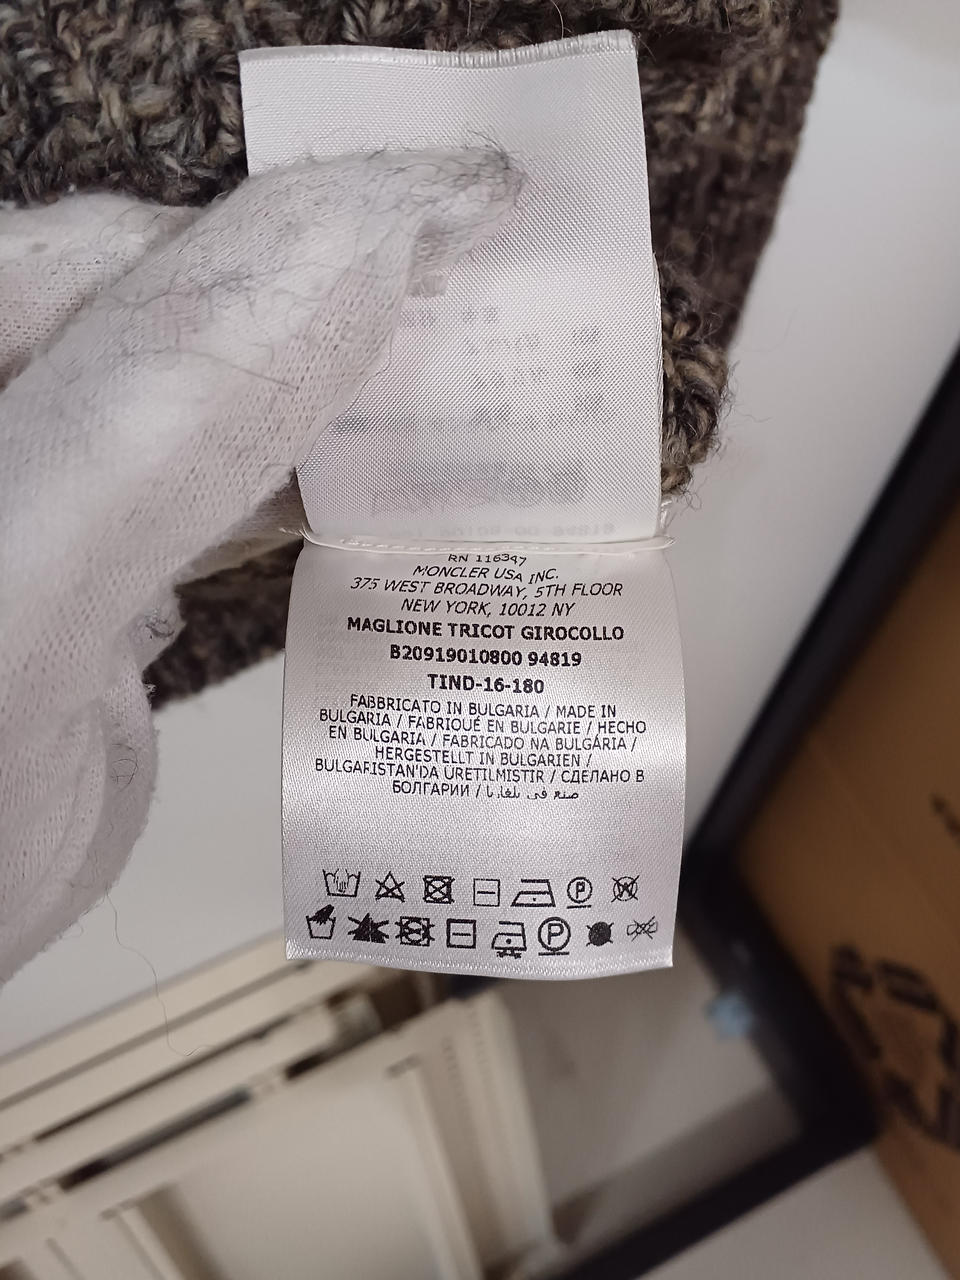 RN 116347
MONCLER USA INC.
375 WEST BROADWAY, 5TH FLOOR
NEW YORK, 10012 NY
MAGLIONE TRICOT GIROCOLLO
B20919010800 94819
TIND-16-180
FABBRICATO IN BULGARIA / MADE IN
BULGARIA / FABRIQUÉ EN BULGARIE / HECHO
EN BULGARIA / FABRICADO NA BULGÁRIA /
HERGESTELLT IN BULGARIEN /
BULGARISTAN'DA ÜRETILMISTIR / СДЕЛАНО В
БОЛГАРИИ / صنع في بلغاريا
P W
P